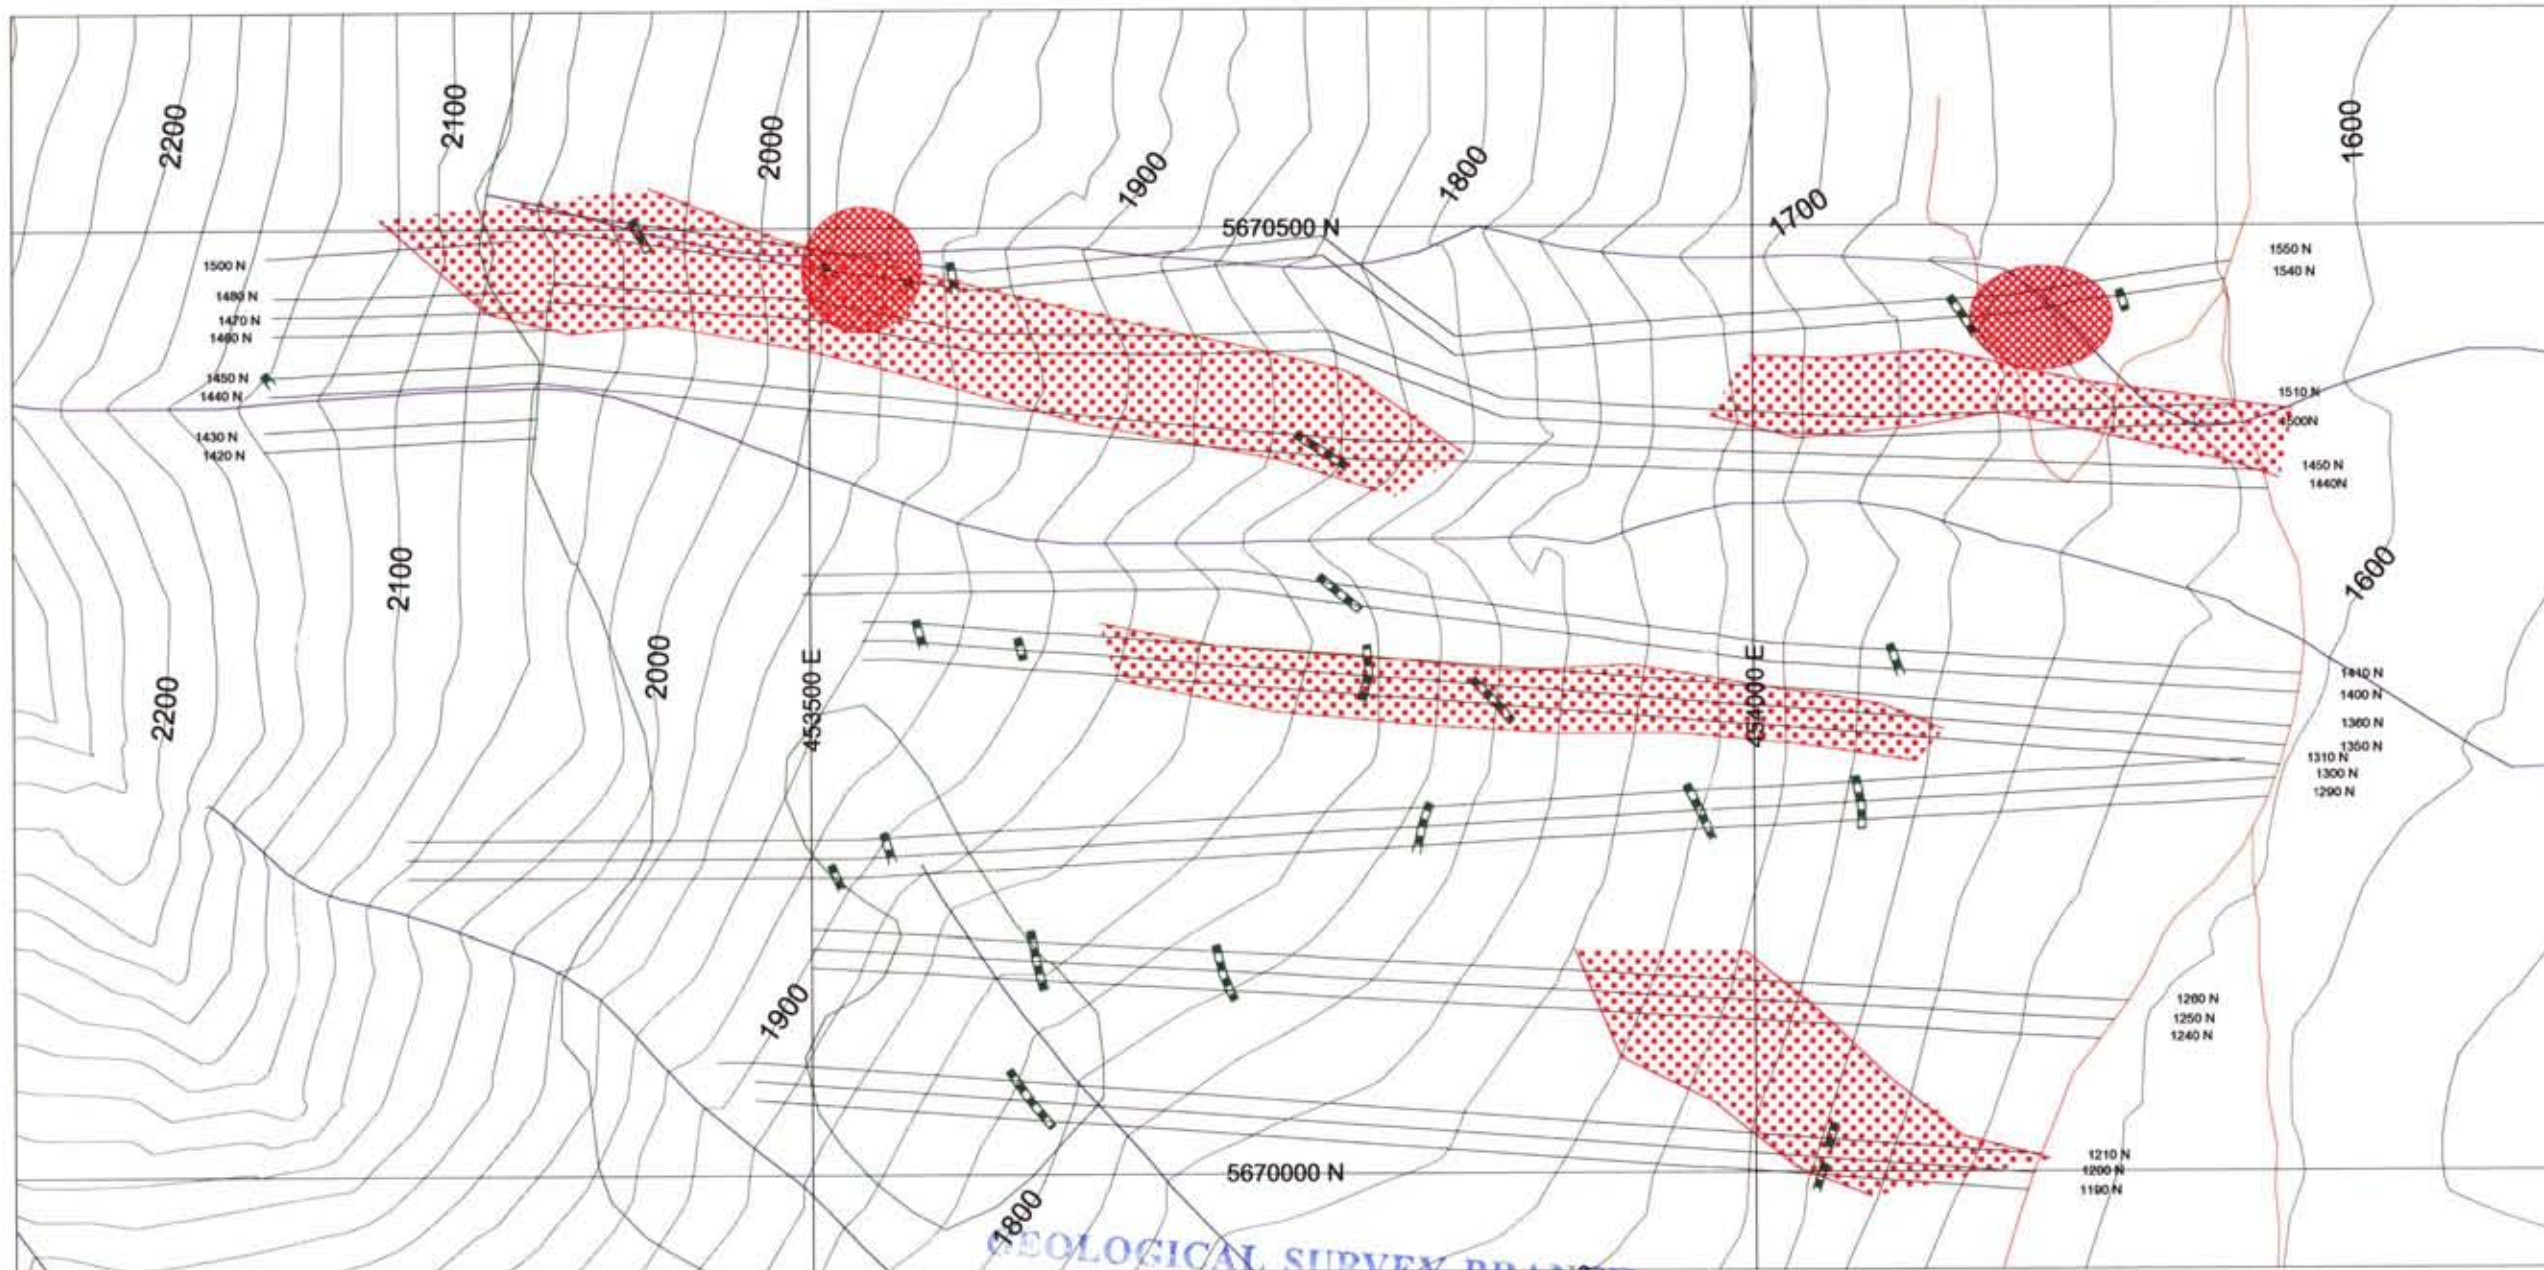 2200
2100
2000
1900
1800
1700
1600
5670500 N
1500 N
1480 N
1470 N
1460 N
1450 N
1440 N
1430 N
1420 N
1550 N
1540 N
1510 N
1500N
1450 N
1440N
2100
2200
2000
453500 E
454000 E
1600
1410 N
1400 N
1360 N
1350 N
1310 N
1300 N
1290 N
1900
1260 N
1250 N
1240 N
1210 N
1200 N
1190 N
5670000 N
1800
GEOLOGICAL SURVEY BRANCH